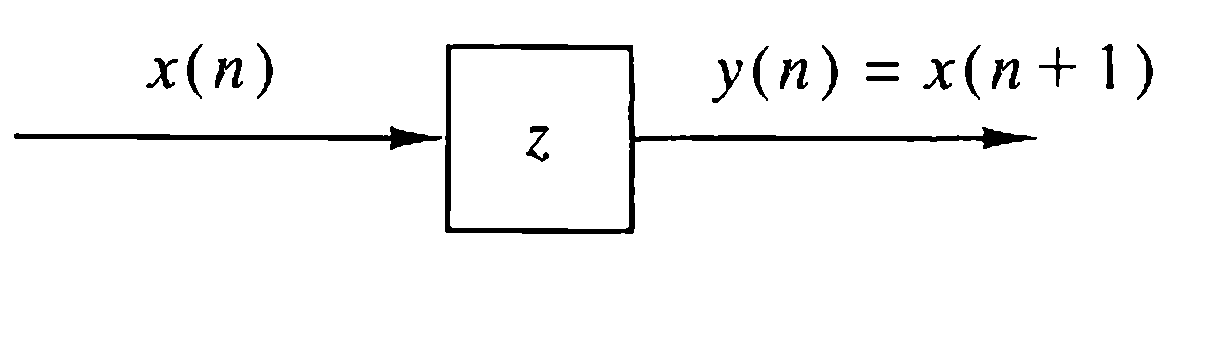 x(n)
y(n) = x(n + 1)
z